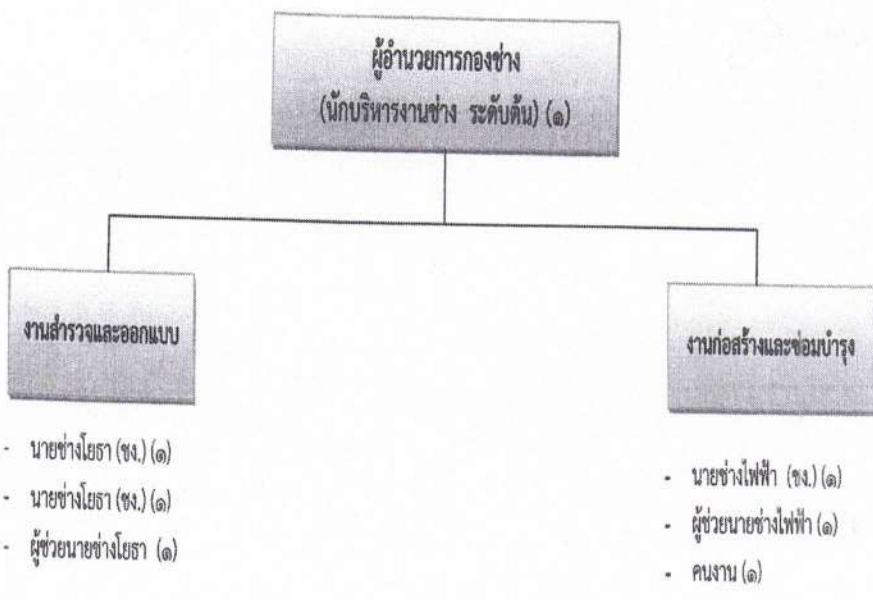 ผู้อำนวยการกองช่าง
(นักบริหารงานช่าง ระดับต้น) (๑)
งานสำรวจและออกแบบ
- นายช่างโยธา (ชง.) (๑)
- นายช่างโยธา (ชง.) (๑)
- ผู้ช่วยนายช่างโยธา (๑)
งานก่อสร้างและซ่อมบำรุง
- นายช่างไฟฟ้า (ชง.) (๑)
- ผู้ช่วยนายช่างไฟฟ้า (๑)
- คนงาน (๑)